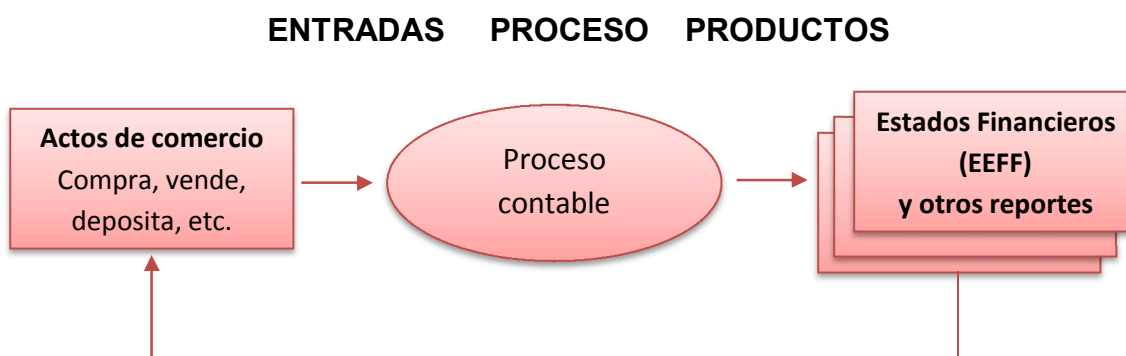 ENTRADAS PROCESO PRODUCTOS
Actos de comercio
Compra, vende,
deposita, etc.
Proceso
contable
Estados Financieros
(EEFF)
y otros reportes